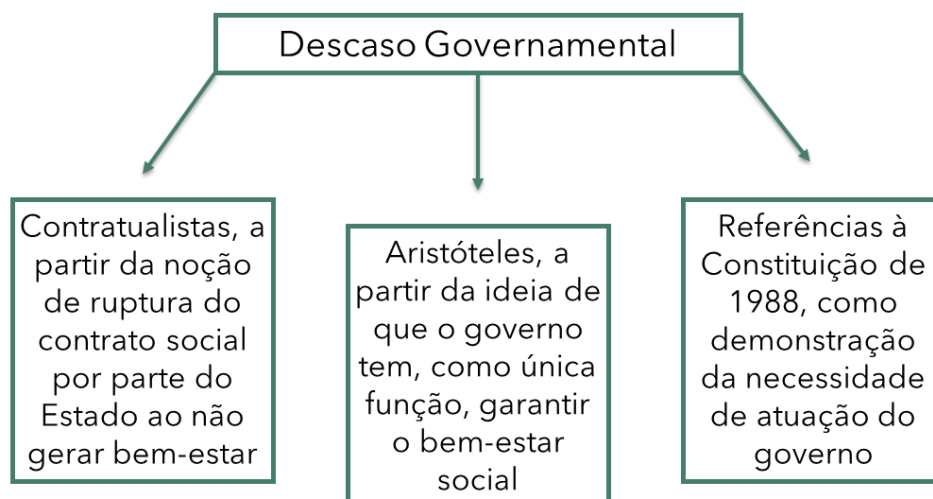 Descaso Governamental
Contratualistas, a
partir da noção
de ruptura do
contrato social
por parte do
Estado ao não
gerar bem-estar
Aristóteles, a
partir da ideia de
que o governo
tem, como única
função, garantir
o bem-estar
social
Referências à
Constituição de
1988, como
demonstração
da necessidade
de atuação do
governo